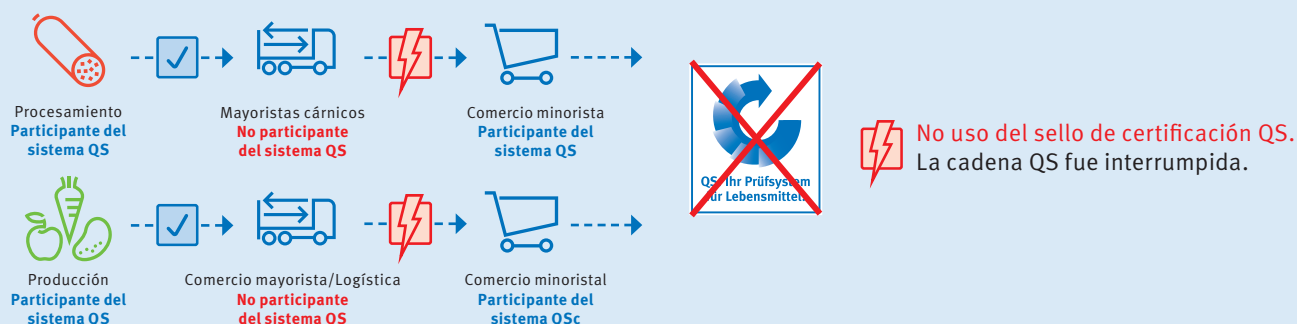 Procesamiento
Participante del
sistema QS
Mayoristas cárnicos
No participante
del sistema QS
Comercio minorista
Participante del
sistema QS
QS. Ihr Prüfsystem
für Lebensmittel.
No uso del sello de certificación QS.
La cadena QS fue interrumpida.
Producción
Participante del
sistema QS
Comercio mayorista/Logística
No participante
del sistema QS
Comercio minoristal
Participante del
sistema QSc